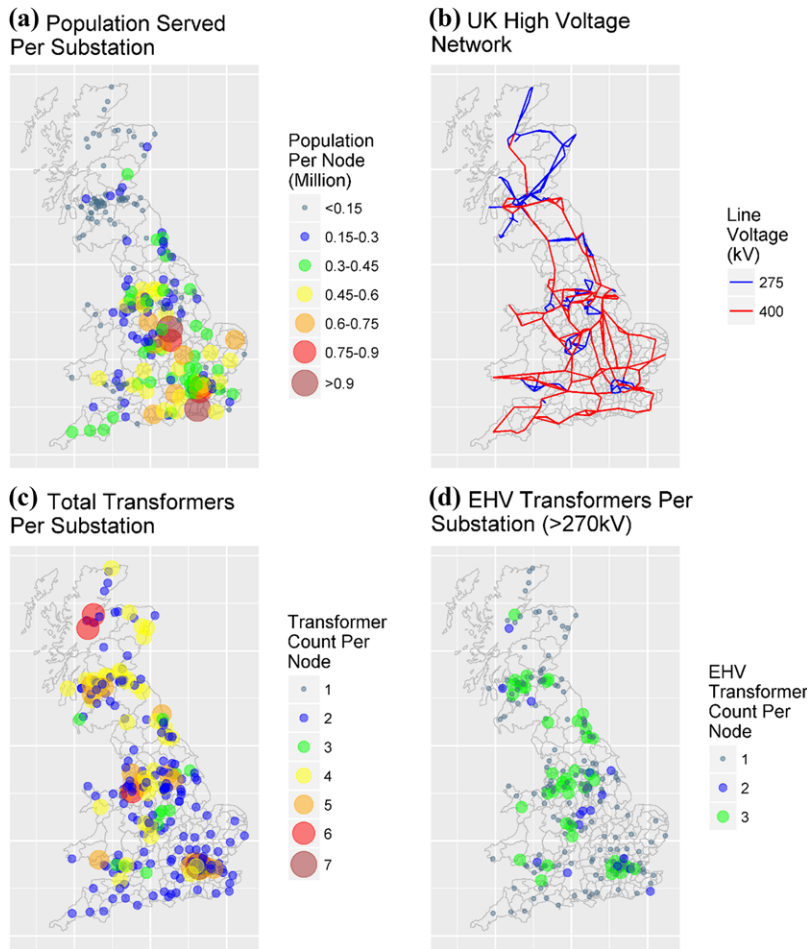 (a) Population Served
Per Substation
Population
Per Node
(Million)
<0.15
0.15-0.3
0.3-0.45
0.45-0.6
0.6-0.75
0.75-0.9
>0.9
(b) UK High Voltage
Network
Line
Voltage
(kV)
275
400
(c) Total Transformers
Per Substation
Transformer
Count Per
Node
1
2
3
4
5
6
7
(d) EHV Transformers Per
Substation (>270kV)
EHV
Transformer
Count Per
Node
1
2
3